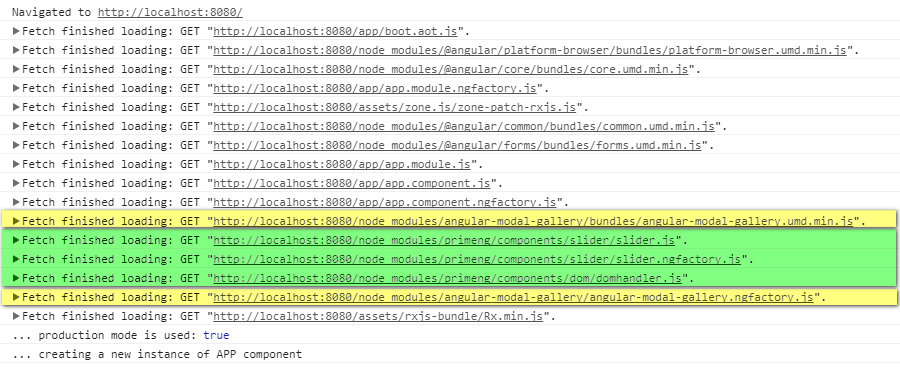 Navigated to http://localhost:8080/
▶Fetch finished loading: GET "http://localhost:8080/app/boot.aot.js".
▶Fetch finished loading: GET "http://localhost:8080/node_modules/@angular/platform-browser/bundles/platform-browser.umd.min.js".
▶Fetch finished loading: GET "http://localhost:8080/node_modules/@angular/core/bundles/core.umd.min.js".
▶Fetch finished loading: GET "http://localhost:8080/app/app.module.ngfactory.js".
▶Fetch finished loading: GET "http://localhost:8080/assets/zone.js/zone-patch-rxjs.js".
▶Fetch finished loading: GET "http://localhost:8080/node_modules/@angular/common/bundles/common.umd.min.js".
▶Fetch finished loading: GET "http://localhost:8080/node_modules/@angular/forms/bundles/forms.umd.min.js".
▶Fetch finished loading: GET "http://localhost:8080/app/app.module.js".
▶Fetch finished loading: GET "http://localhost:8080/app/app.component.js".
▶Fetch finished loading: GET "http://localhost:8080/app/app.component.ngfactory.js".
▶Fetch finished loading: GET "http://localhost:8080/node_modules/angular-modal-gallery/bundles/angular-modal-gallery.umd.min.js".
▶Fetch finished loading: GET "http://localhost:8080/node_modules/primeng/components/slider/slider.js".
▶Fetch finished loading: GET "http://localhost:8080/node_modules/primeng/components/slider/slider.ngfactory.js".
▶Fetch finished loading: GET "http://localhost:8080/node_modules/primeng/components/dom/domhandler.js".
▶Fetch finished loading: GET "http://localhost:8080/node_modules/angular-modal-gallery/angular-modal-gallery.ngfactory.js".
▶Fetch finished loading: GET "http://localhost:8080/assets/rxjs-bundle/Rx.min.js".
... production mode is used: true
... creating a new instance of APP component